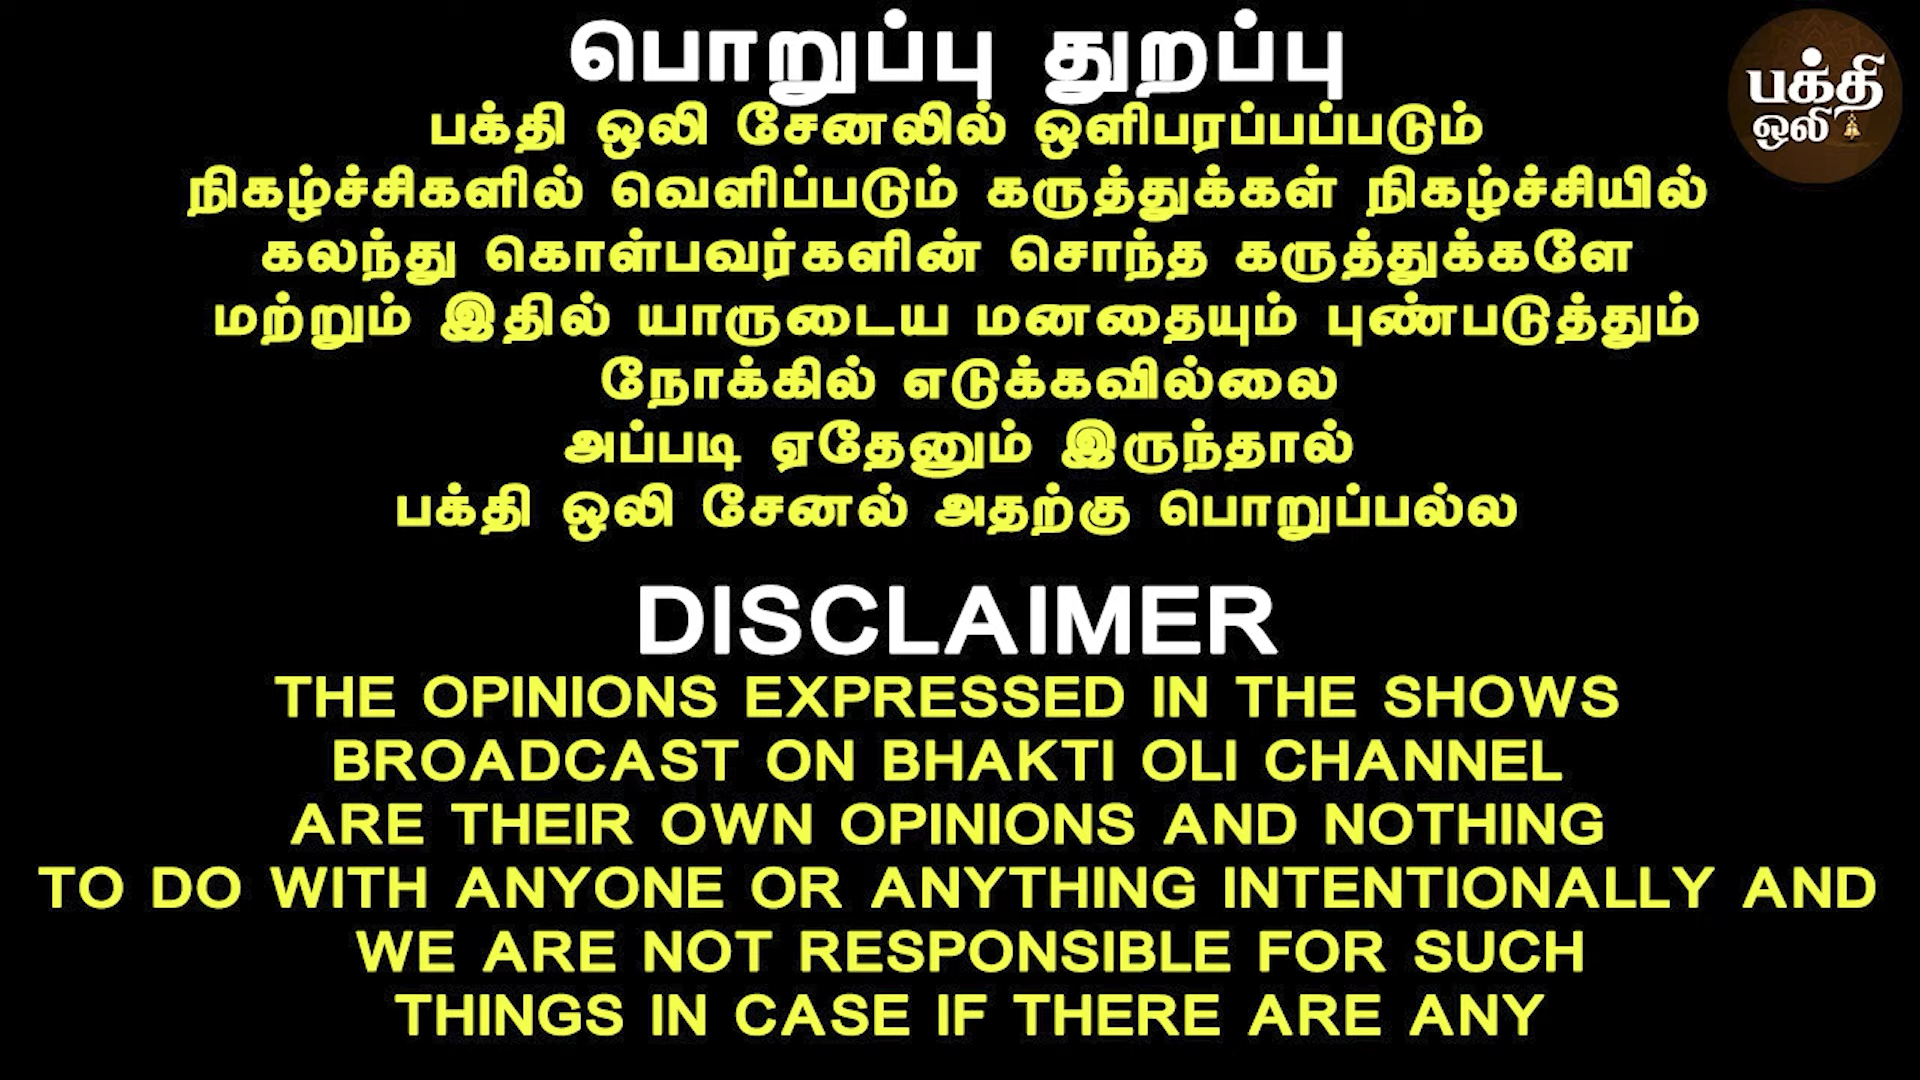 பொறுப்பு துறப்பு
பக்தி ஒலி
பக்தி ஒலி சேனலில் ஒளிபரப்பப்படும்
நிகழ்ச்சிகளில் வெளிப்படும் கருத்துக்கள் நிகழ்ச்சியில்
கலந்து கொள்பவர்களின் சொந்த கருத்துக்களே
மற்றும் இதில் யாருடைய மனதையும் புண்படுத்தும்
நோக்கில் எடுக்கவில்லை
அப்படி ஏதேனும் இருந்தால்
பக்தி ஒலி சேனல் அதற்கு பொறுப்பல்ல
DISCLAIMER
THE OPINIONS EXPRESSED IN THE SHOWS
BROADCAST ON BHAKTI OLI CHANNEL
ARE THEIR OWN OPINIONS AND NOTHING
TO DO WITH ANYONE OR ANYTHING INTENTIONALLY AND
WE ARE NOT RESPONSIBLE FOR SUCH
THINGS IN CASE IF THERE ARE ANY